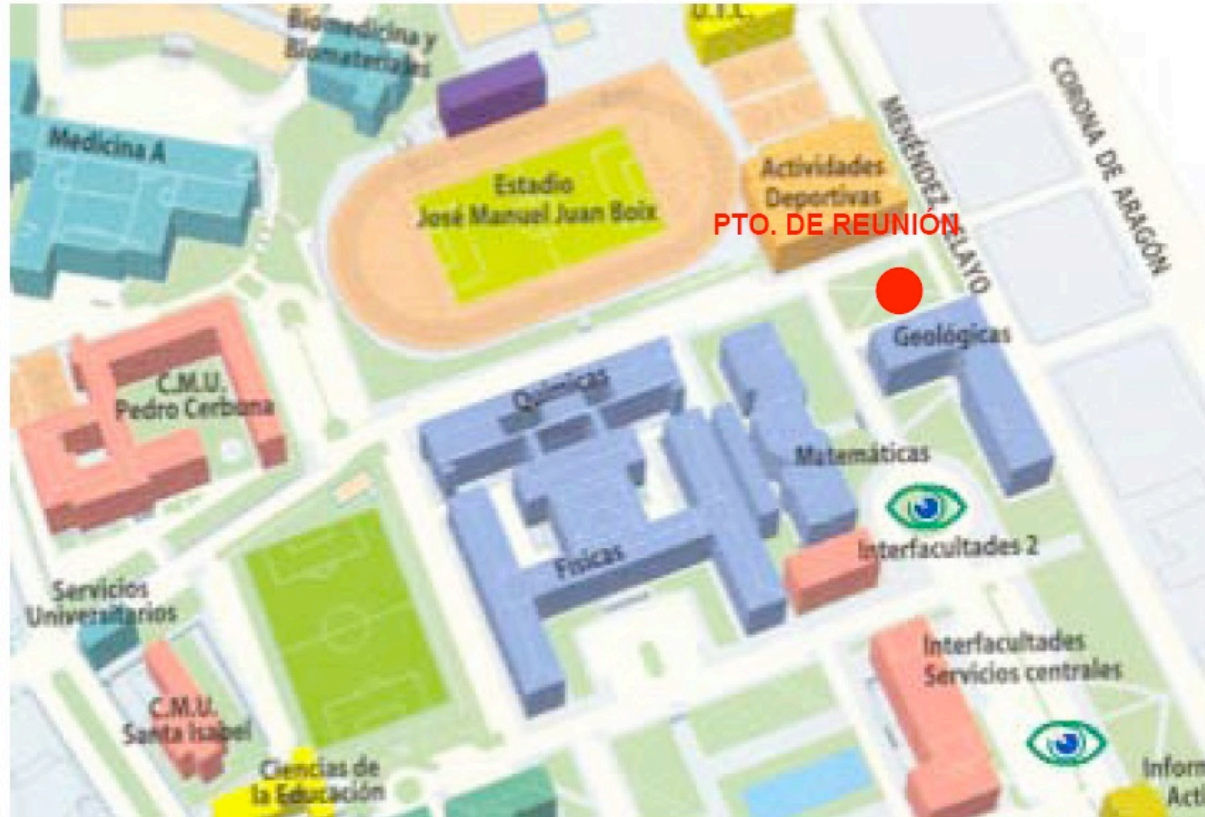 U.T.C.
Biomedicina y
Biomateriales
Medicina A
CORONA DE ARAGÓN
Estadio
José Manuel Juan Boix
Actividades
Deportivas
PTO. DE REUNIÓN
MENÉNDEZ ELAYO
Geológicas
C.M.U.
Pedro Cerbuna
Químicas
Matemáticas
Físicas
Interfacultades 2
Servicios
Universitarios
Interfacultades
Servicios centrales
C.M.U.
Santa Isabel
Ciencias de
la Educación
Inform
Acti